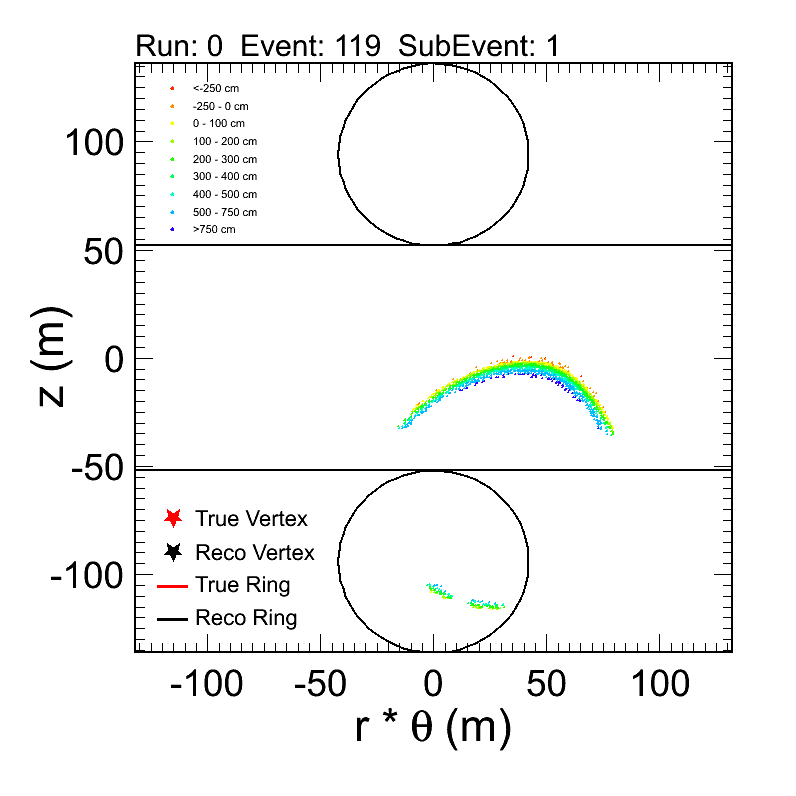 Run: 0  Event: 119  SubEvent: 1
<-250 cm
-250 - 0 cm
0 - 100 cm
100 - 200 cm
200 - 300 cm
300 - 400 cm
400 - 500 cm
500 - 750 cm
>750 cm
100
50
0
-50
-100
z (m)
True Vertex
Reco Vertex
True Ring
Reco Ring
-100 -50 0 50 100
r * θ (m)